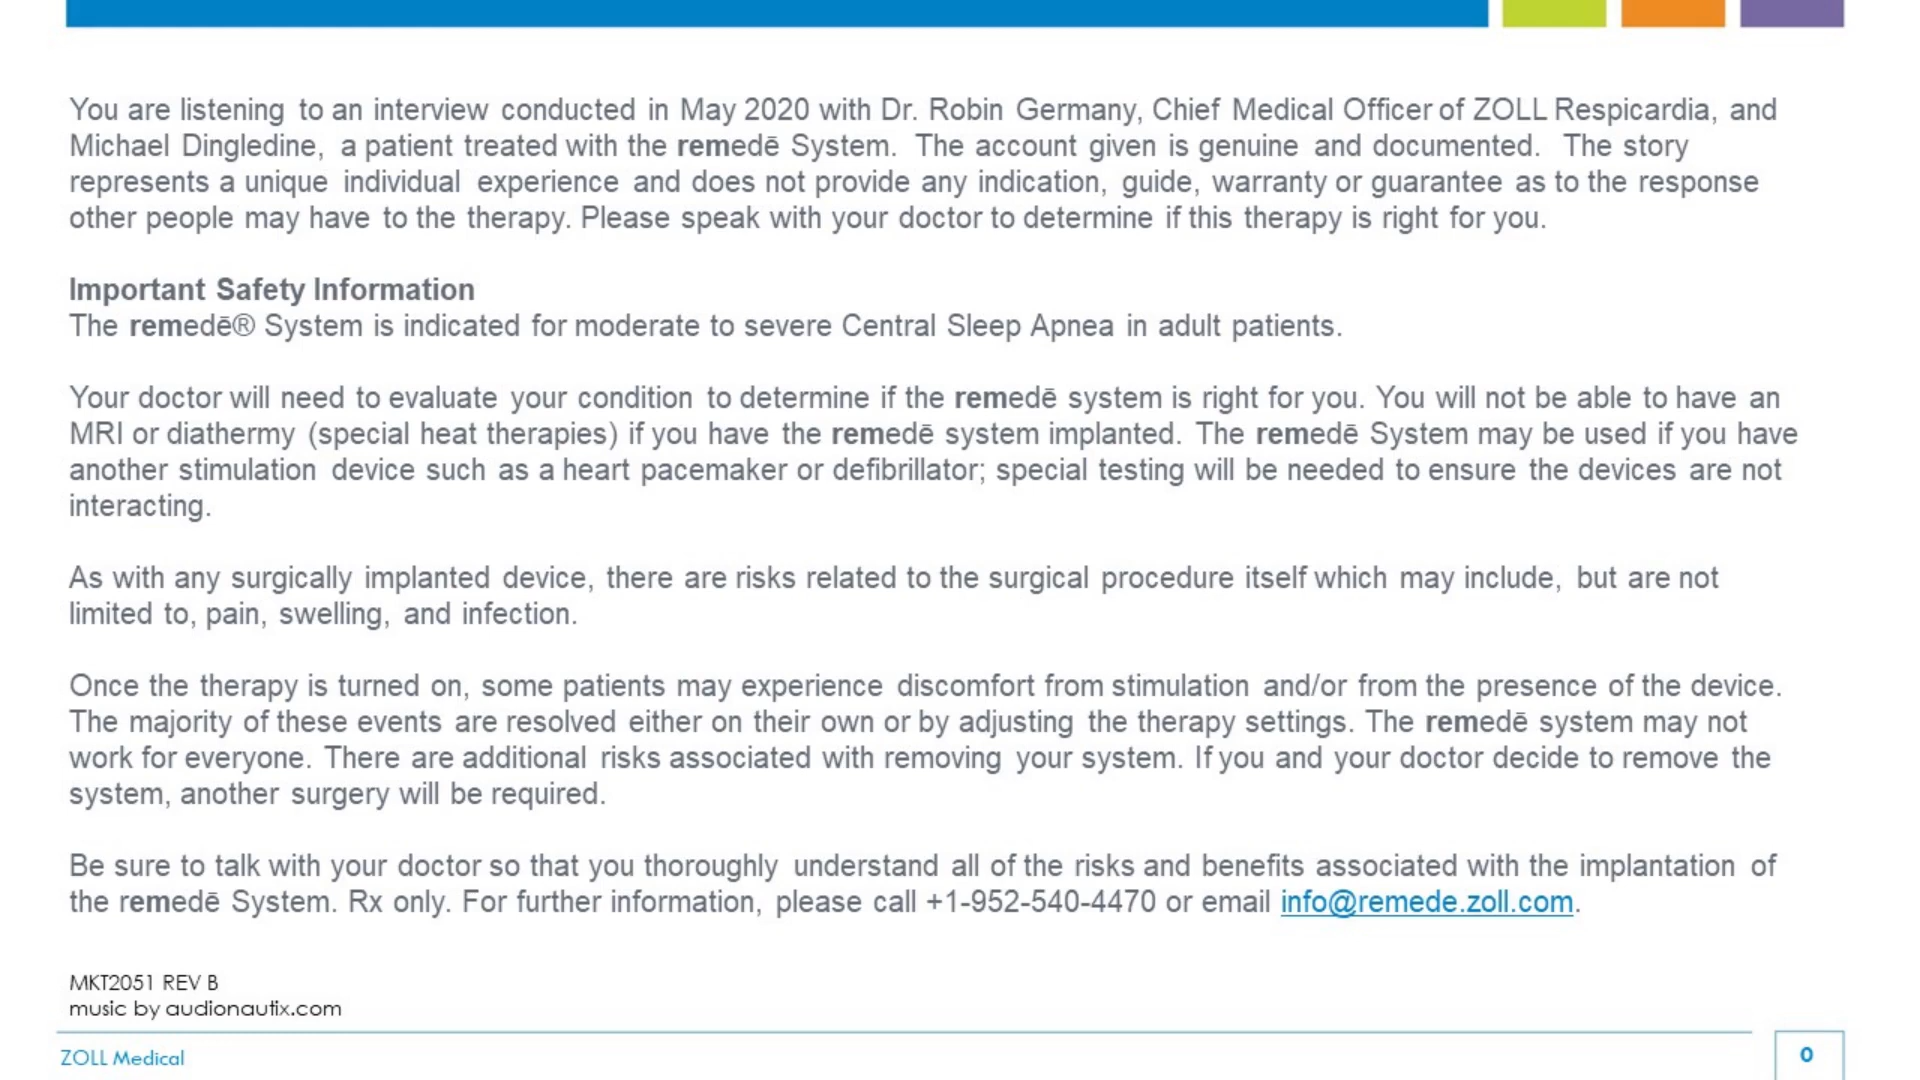 You are listening to an interview conducted in May 2020 with Dr. Robin Germany, Chief Medical Officer of ZOLL Respicardia, and
Michael Dingledine, a patient treated with the remedē System. The account given is genuine and documented. The story
represents a unique individual experience and does not provide any indication, guide, warranty or guarantee as to the response
other people may have to the therapy. Please speak with your doctor to determine if this therapy is right for you.
Important Safety Information
The remedē® System is indicated for moderate to severe Central Sleep Apnea in adult patients.
Your doctor will need to evaluate your condition to determine if the remedē system is right for you. You will not be able to have an
MRI or diathermy (special heat therapies) if you have the remedē system implanted. The remedē System may be used if you have
another stimulation device such as a heart pacemaker or defibrillator; special testing will be needed to ensure the devices are not
interacting.
As with any surgically implanted device, there are risks related to the surgical procedure itself which may include, but are not
limited to, pain, swelling, and infection.
Once the therapy is turned on, some patients may experience discomfort from stimulation and/or from the presence of the device.
The majority of these events are resolved either on their own or by adjusting the therapy settings. The remedē system may not
work for everyone. There are additional risks associated with removing your system. If you and your doctor decide to remove the
system, another surgery will be required.
Be sure to talk with your doctor so that you thoroughly understand all of the risks and benefits associated with the implantation of
the remedē System. Rx only. For further information, please call +1-952-540-4470 or email info@remede.zoll.com.
MKT2051 REV B
music by audionautix.com
ZOLL Medical
0